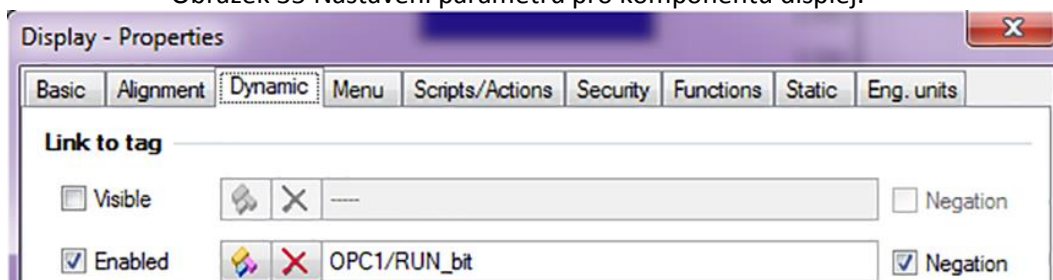 Obrázek 35 Nastavení parametrů pro komponentu displej.
Display - Properties
Basic Alignment Dynamic Menu Scripts/Actions Security Functions Static Eng. units
Link to tag
Visible ----- Negation
Enabled OPC1/RUN_bit Negation